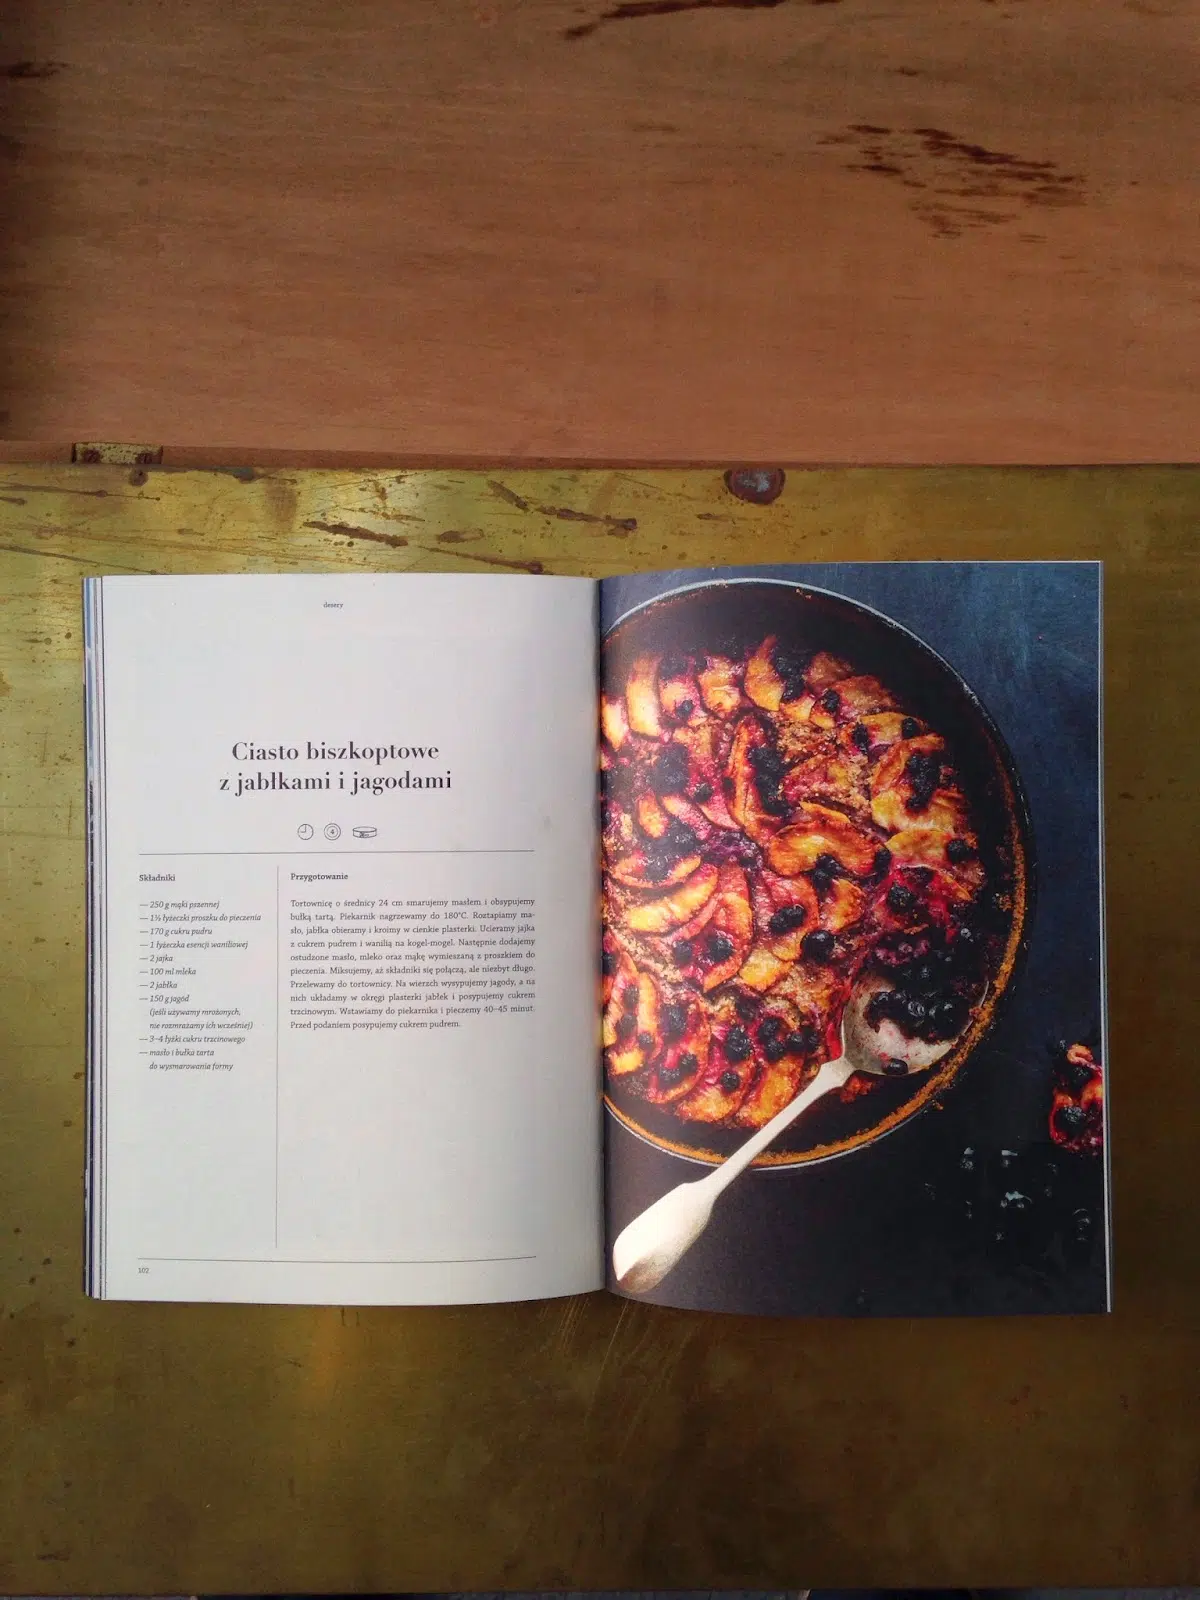 desery
Ciasto biszkoptowe
z jabłkami i jagodami
4
Składniki
— 250 g mąki pszennej
— 1½ łyżeczki proszku do pieczenia
— 170 g cukru pudru
— 1 łyżeczka esencji waniliowej
— 2 jajka
— 100 ml mleka
— 2 jabłka
— 150 g jagód
(jeśli używamy mrożonych,
nie rozmrażamy ich wcześniej)
— 3–4 łyżki cukru trzcinowego
— masło i bułka tarta
do wysmarowania formy
Przygotowanie
Tortownicę o średnicy 24 cm smarujemy masłem i obsypujemy
bułką tartą. Piekarnik nagrzewamy do 180°C. Roztapiamy ma-
sło, jabłka obieramy i kroimy w cienkie plasterki. Ucieramy jajka
z cukrem pudrem i wanilią na kogel-mogel. Następnie dodajemy
ostudzone masło, mleko oraz mąkę wymieszaną z proszkiem do
pieczenia. Miksujemy, aż składniki się połączą, ale niezbyt długo.
Przelewamy do tortownicy. Na wierzch wysypujemy jagody, a na
nich układamy w okręgi plasterki jabłek i posypujemy cukrem
trzcinowym. Wstawiamy do piekarnika i pieczemy 40–45 minut.
Przed podaniem posypujemy cukrem pudrem.
102